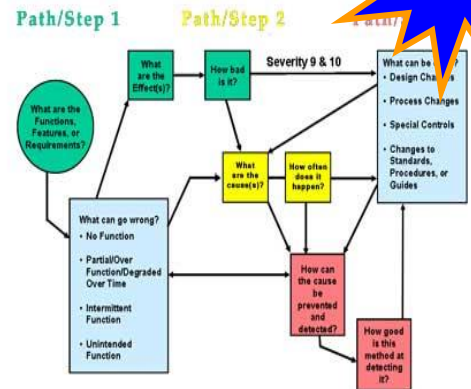 Path/Step 1
Path/Step 2
What are the
Functions,
Features, or
Requirements?
What
are the
Effect(s)?
How bad
is it?
Severity 9 & 10
What can be
• Design
• Process Changes
• Special Controls
• Changes to
Standards,
Procedures, or
Guides
What
are the
cause(s)?
How often
does it
happen?
What can go wrong?
• No Function
• Partial/Over
Function/Degraded
Over Time
• Intermittent
Function
• Unintended
Function
How can
the cause
be
prevented
and
detected?
How good
is this
method at
detecting
it?